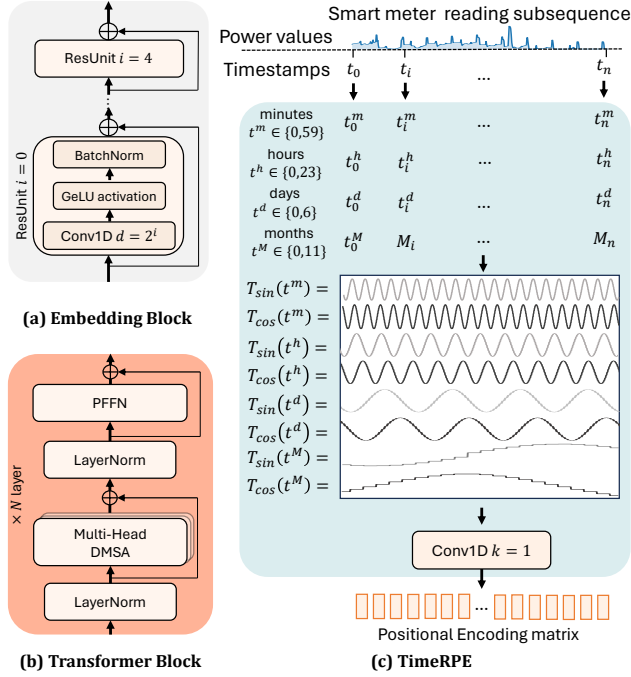 ResUnit i = 4
BatchNorm
GeLU activation
Conv1D d = 2^i
ResUnit i = 0
(a) Embedding Block
PFFN
LayerNorm
Multi-Head
DMSA
LayerNorm
× N layer
(b) Transformer Block
Smart meter reading subsequence
Power values
Timestamps t_0 t_i ... t_n
minutes
t^m ∈ {0,59} t_0^m t_i^m ... t_n^m
hours
t^h ∈ {0,23} t_0^h t_i^h ... t_n^h
days
t^d ∈ {0,6} t_0^d t_i^d ... t_n^d
months
t^M ∈ {0,11} t_0^M M_i ... M_n
T_sin(t^m) =
T_cos(t^m) =
T_sin(t^h) =
T_cos(t^h) =
T_sin(t^d) =
T_cos(t^d) =
T_sin(t^M) =
T_cos(t^M) =
Conv1D k = 1
...
Positional Encoding matrix
(c) TimeRPE